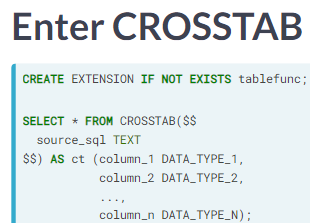 Enter CROSSTAB
CREATE EXTENSION IF NOT EXISTS tablefunc;
SELECT * FROM CROSSTAB($$
source_sql TEXT
$$) AS ct (column_1 DATA_TYPE_1,
column_2 DATA_TYPE_2,
...,
column_n DATA_TYPE_N);